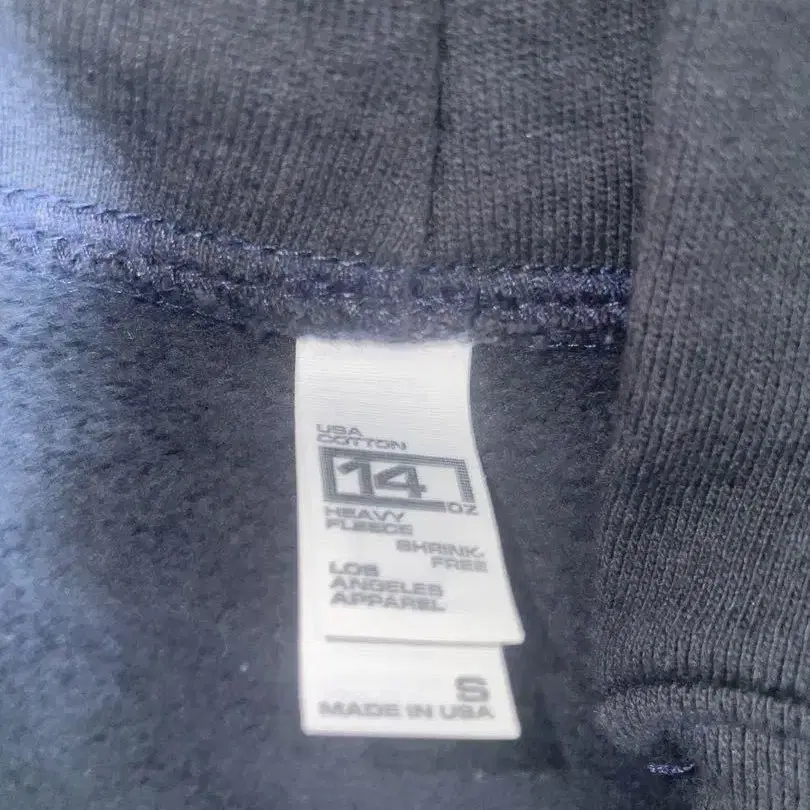 USA
COTTON
14
OZ
HEAVY
FLEECE
SHRINK.
FREE
LOS
ANGELES
APPAREL
S
MADE IN USA